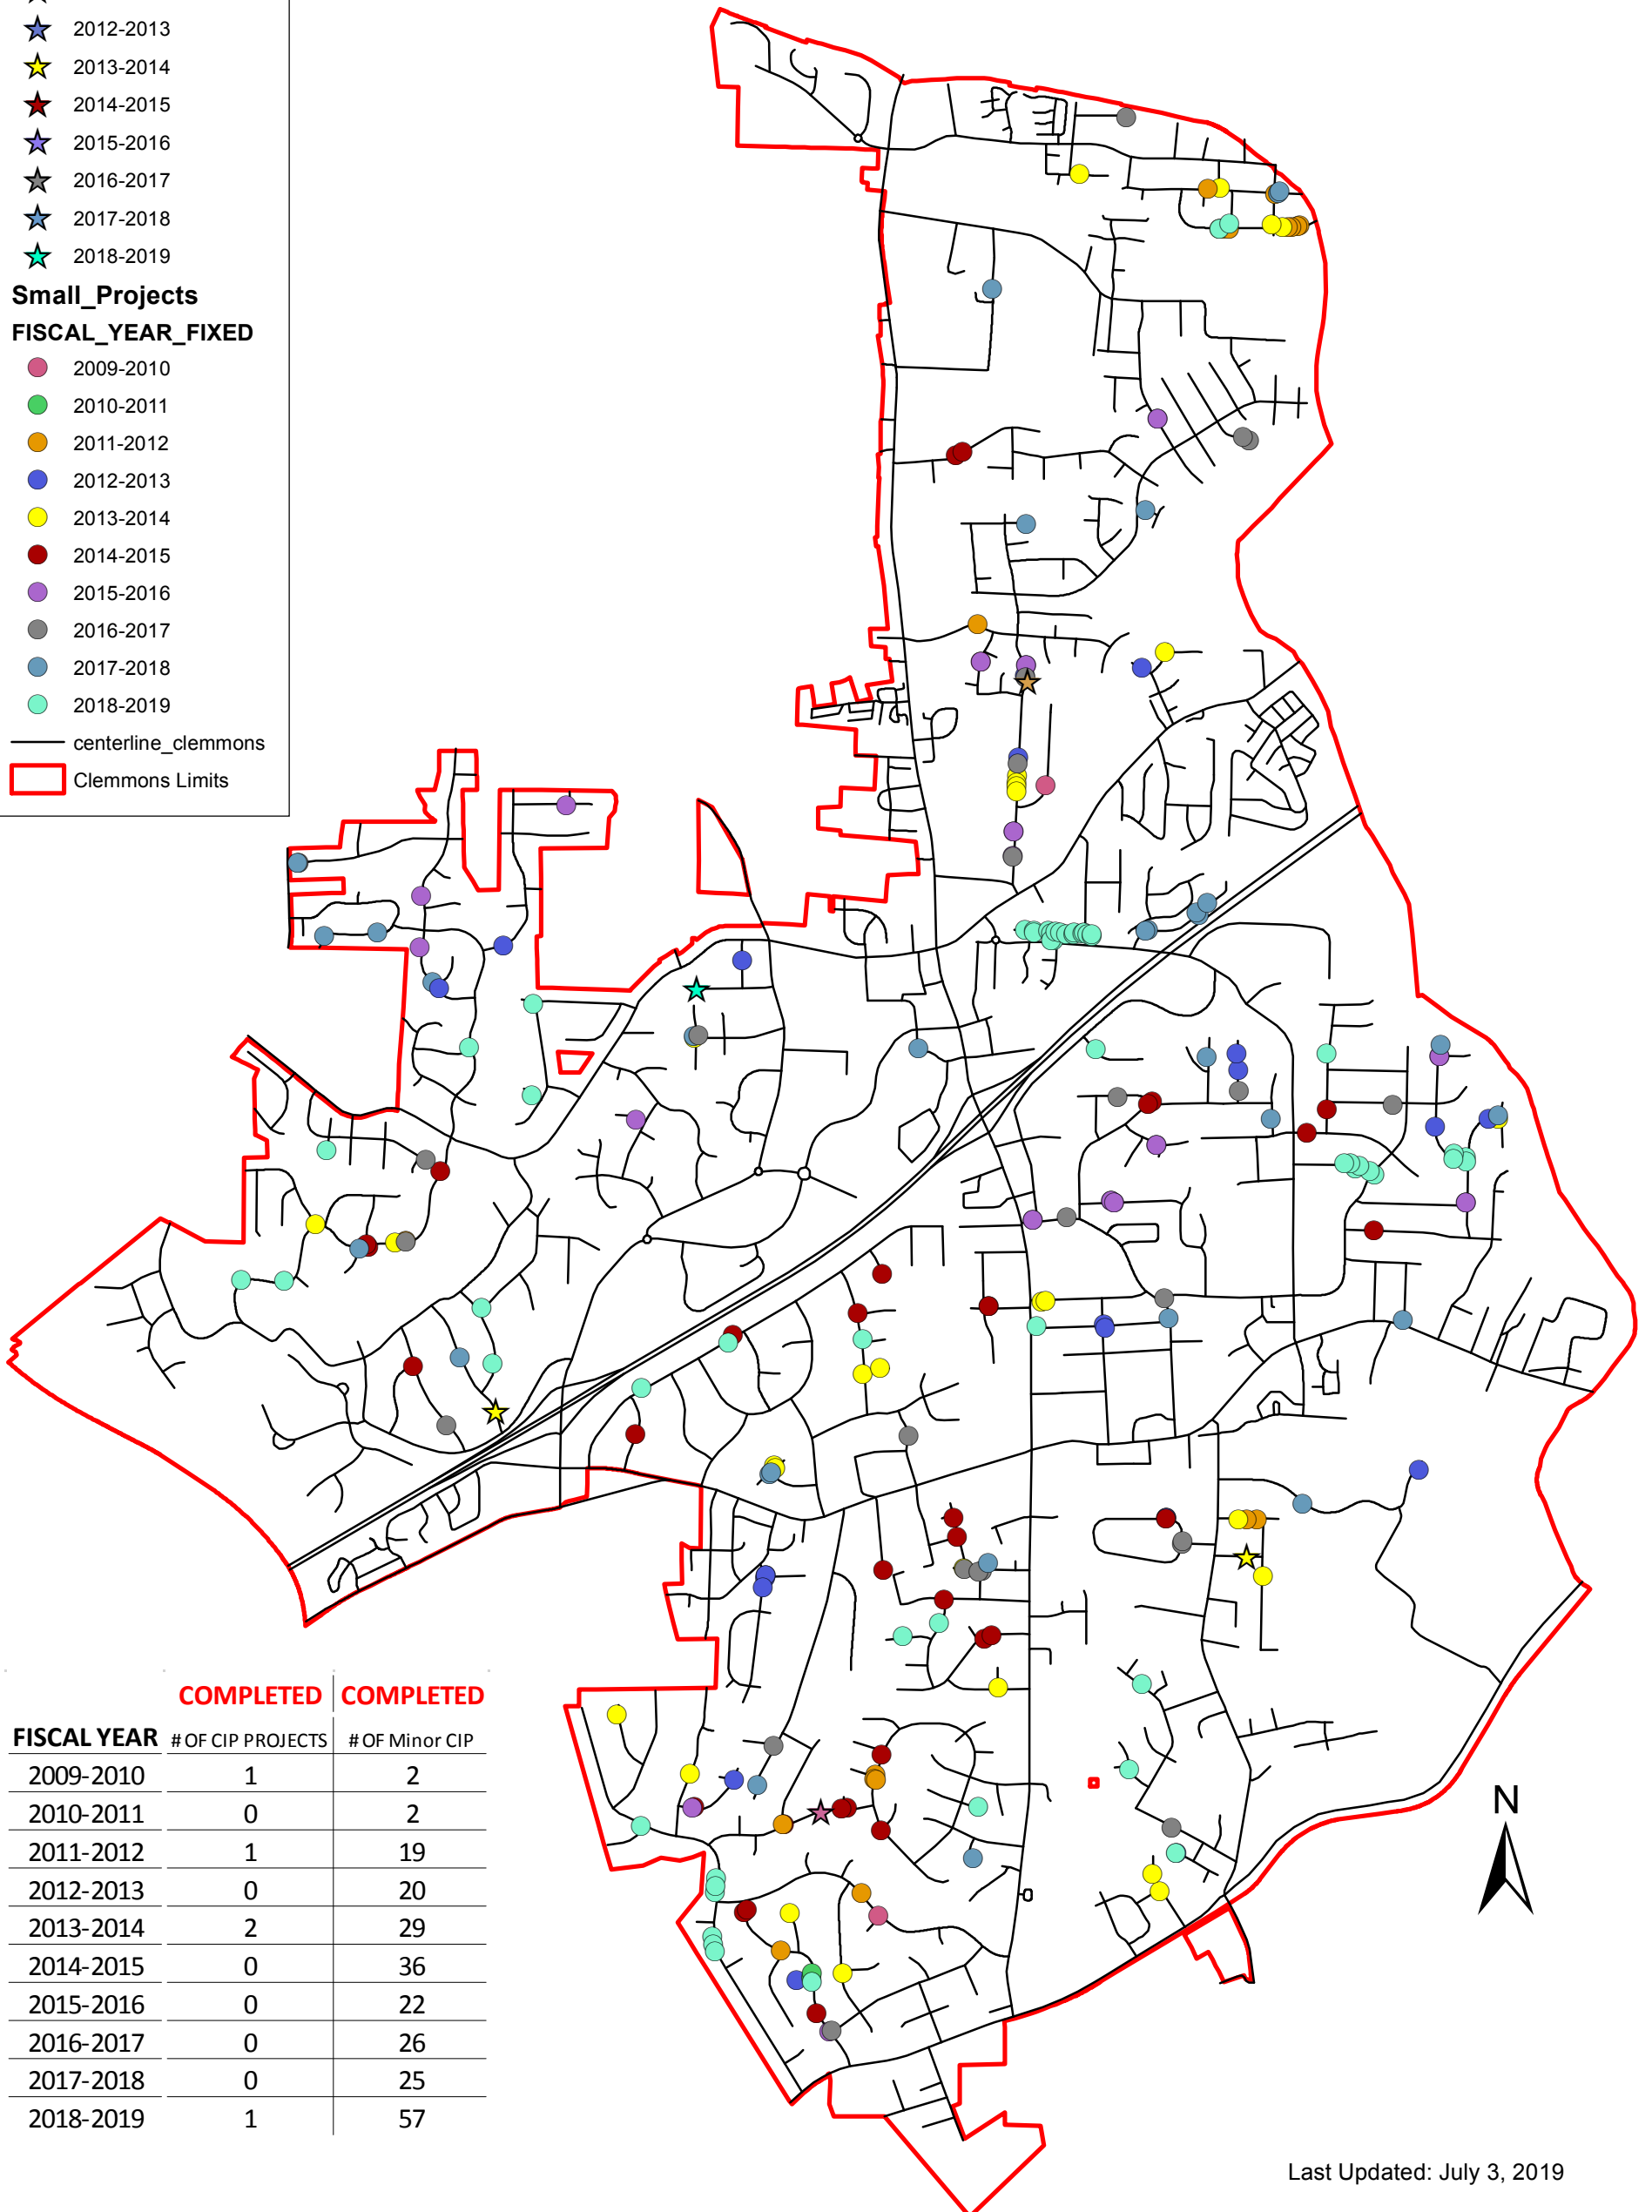 2012-2013
2013-2014
2014-2015
2015-2016
2016-2017
2017-2018
2018-2019
Small_Projects
FISCAL_YEAR_FIXED
2009-2010
2010-2011
2011-2012
2012-2013
2013-2014
2014-2015
2015-2016
2016-2017
2017-2018
2018-2019
centerline_clemmons
Clemmons Limits
COMPLETED COMPLETED
FISCAL YEAR # OF CIP PROJECTS # OF Minor CIP
2009-2010 1 2
2010-2011 0 2
2011-2012 1 19
2012-2013 0 20
2013-2014 2 29
2014-2015 0 36
2015-2016 0 22
2016-2017 0 26
2017-2018 0 25
2018-2019 1 57
N
Last Updated: July 3, 2019